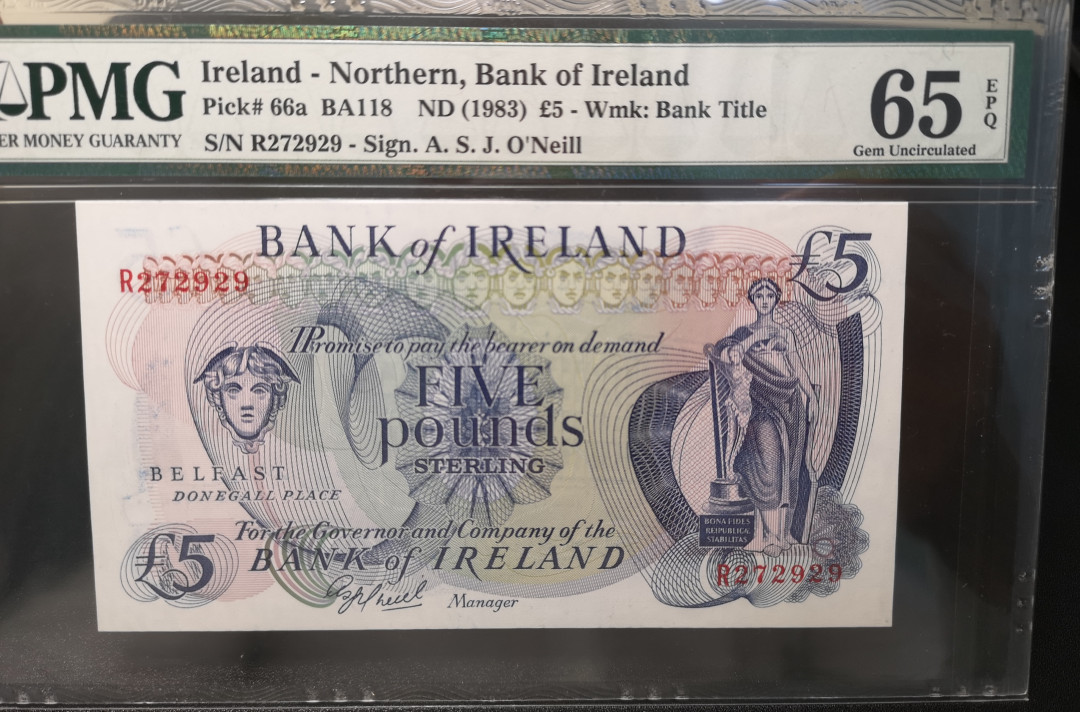 PMG
ER MONEY GUARANTY
Ireland - Northern, Bank of Ireland
Pick# 66a BA118 ND (1983) £5 - Wmk: Bank Title
S/N R272929 - Sign. A. S. J. O'Neill
65
EPQ
Gem Uncirculated
BANK of IRELAND
£5
R272929
I Promise to pay the bearer on demand
FIVE
pounds
STERLING
BELFAST
DONEGALL PLACE
BONA FIDES
REIPUBLICÆ
STABILITAS
For the Governor and Company of the
£5
BANK of IRELAND
R272929
Manager